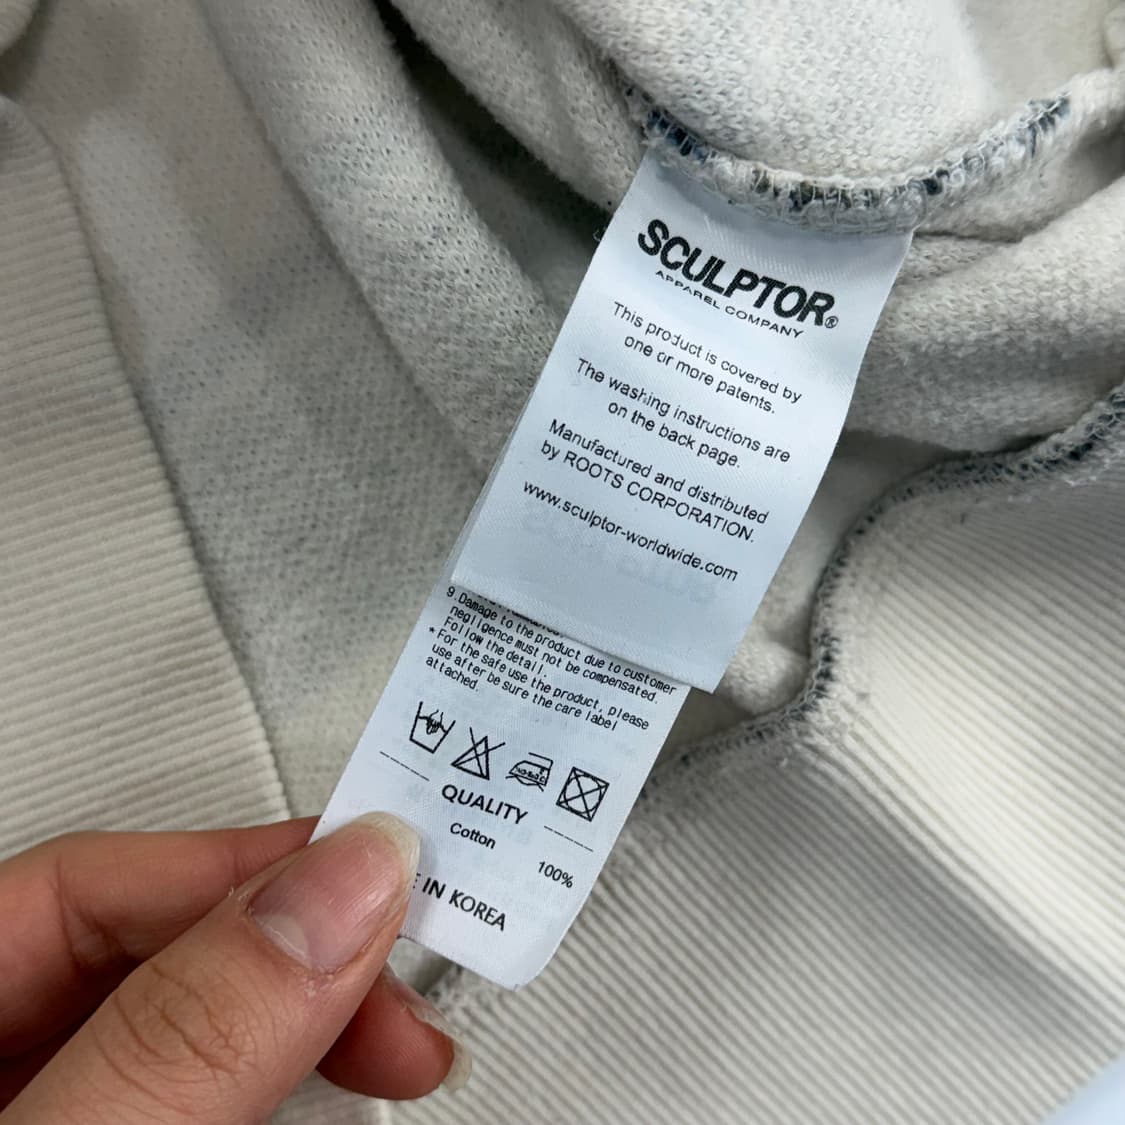 SCULPTOR®
APPAREL COMPANY
This product is covered by
one or more patents.
The washing instructions are
on the back page.
Manufactured and distributed
by ROOTS CORPORATION.
www.sculptor-worldwide.com
9.Damage to the product due to customer
negligence must not be compensated.
Follow the detail.
* For the safe use the product, please
use after be sure the care label
attached.
QUALITY
Cotton
100%
IN KOREA